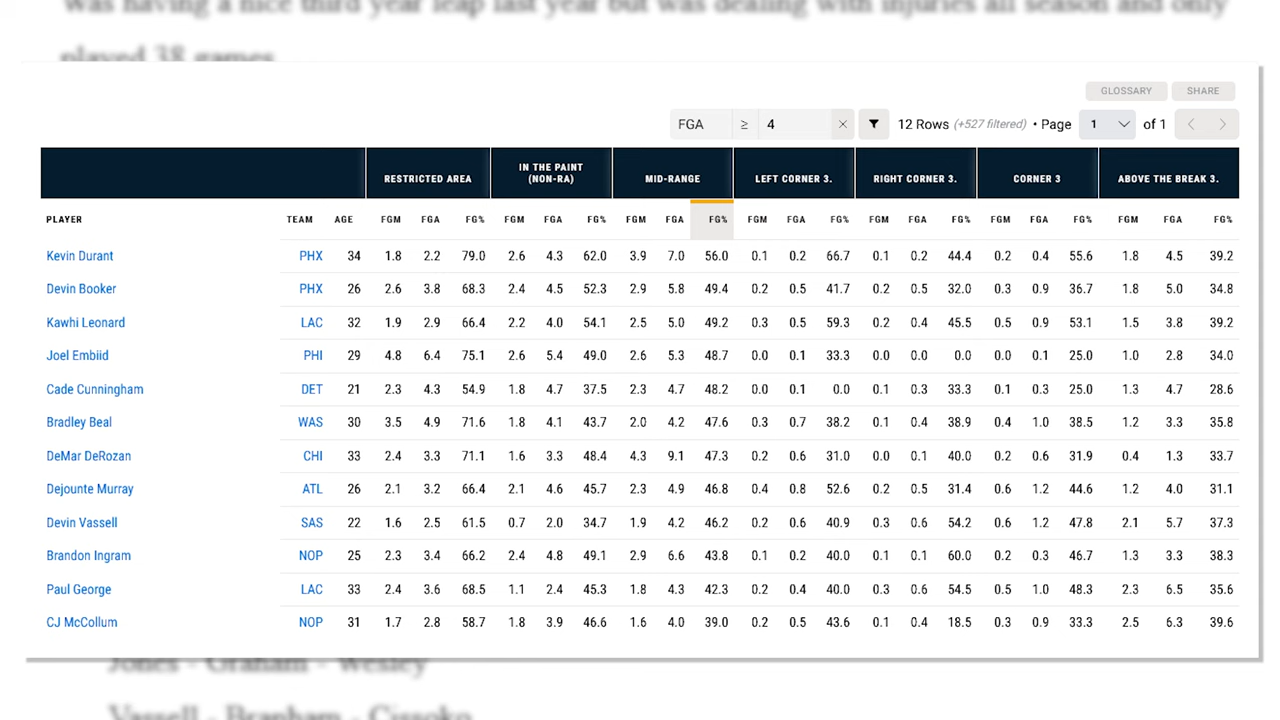 was having a nice third year leap last year but was dealing with injuries all season and only
played 38 games
GLOSSARY SHARE
FGA ≥ 4 × 12 Rows (+527 filtered) • Page 1 of 1
RESTRICTED AREA IN THE PAINT (NON-RA) MID-RANGE LEFT CORNER 3. RIGHT CORNER 3. CORNER 3 ABOVE THE BREAK 3.
PLAYER TEAM AGE FGM FGA FG% FGM FGA FG% FGM FGA FG% FGM FGA FG% FGM FGA FG% FGM FGA FG% FGM FGA FG%
Kevin Durant PHX 34 1.8 2.2 79.0 2.6 4.3 62.0 3.9 7.0 56.0 0.1 0.2 66.7 0.1 0.2 44.4 0.2 0.4 55.6 1.8 4.5 39.2
Devin Booker PHX 26 2.6 3.8 68.3 2.4 4.5 52.3 2.9 5.8 49.4 0.2 0.5 41.7 0.2 0.5 32.0 0.3 0.9 36.7 1.8 5.0 34.8
Kawhi Leonard LAC 32 1.9 2.9 66.4 2.2 4.0 54.1 2.5 5.0 49.2 0.3 0.5 59.3 0.2 0.4 45.5 0.5 0.9 53.1 1.5 3.8 39.2
Joel Embiid PHI 29 4.8 6.4 75.1 2.6 5.4 49.0 2.6 5.3 48.7 0.0 0.1 33.3 0.0 0.0 0.0 0.0 0.1 25.0 1.0 2.8 34.0
Cade Cunningham DET 21 2.3 4.3 54.9 1.8 4.7 37.5 2.3 4.7 48.2 0.0 0.1 0.0 0.1 0.3 33.3 0.1 0.3 25.0 1.3 4.7 28.6
Bradley Beal WAS 30 3.5 4.9 71.6 1.8 4.1 43.7 2.0 4.2 47.6 0.3 0.7 38.2 0.1 0.4 38.9 0.4 1.0 38.5 1.2 3.3 35.8
DeMar DeRozan CHI 33 2.4 3.3 71.1 1.6 3.3 48.4 4.3 9.1 47.3 0.2 0.6 31.0 0.0 0.1 40.0 0.2 0.6 31.9 0.4 1.3 33.7
Dejounte Murray ATL 26 2.1 3.2 66.4 2.1 4.6 45.7 2.3 4.9 46.8 0.4 0.8 52.6 0.2 0.5 31.4 0.6 1.2 44.6 1.2 4.0 31.1
Devin Vassell SAS 22 1.6 2.5 61.5 0.7 2.0 34.7 1.9 4.2 46.2 0.2 0.6 40.9 0.3 0.6 54.2 0.6 1.2 47.8 2.1 5.7 37.3
Brandon Ingram NOP 25 2.3 3.4 66.2 2.4 4.8 49.1 2.9 6.6 43.8 0.1 0.2 40.0 0.1 0.1 60.0 0.2 0.3 46.7 1.3 3.3 38.3
Paul George LAC 33 2.4 3.6 68.5 1.1 2.4 45.3 1.8 4.3 42.3 0.2 0.4 40.0 0.3 0.6 54.5 0.5 1.0 48.3 2.3 6.5 35.6
CJ McCollum NOP 31 1.7 2.8 58.7 1.8 3.9 46.6 1.6 4.0 39.0 0.2 0.5 43.6 0.1 0.4 18.5 0.3 0.9 33.3 2.5 6.3 39.6
Jones - Graham - Wesley
Vassell - Branham - Cissoko